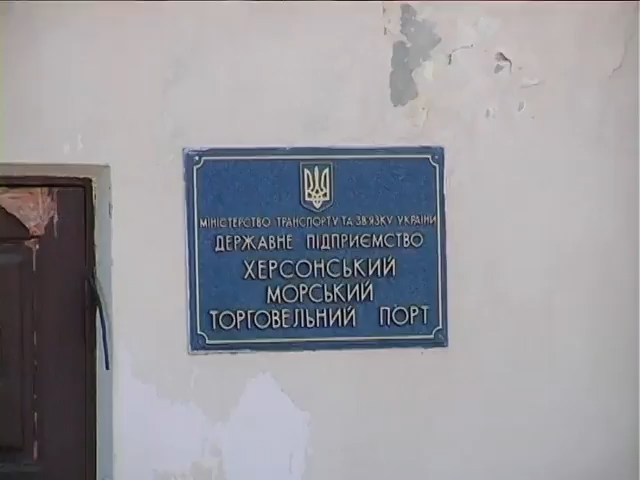 МІНІСТЕРСТВО ТРАНСПОРТУ ТА ЗВ'ЯЗКУ УКРАЇНИ
ДЕРЖАВНЕ ПІДПРИЄМСТВО
ХЕРСОНСЬКИЙ
МОРСЬКИЙ
ТОРГОВЕЛЬНИЙ ПОРТ